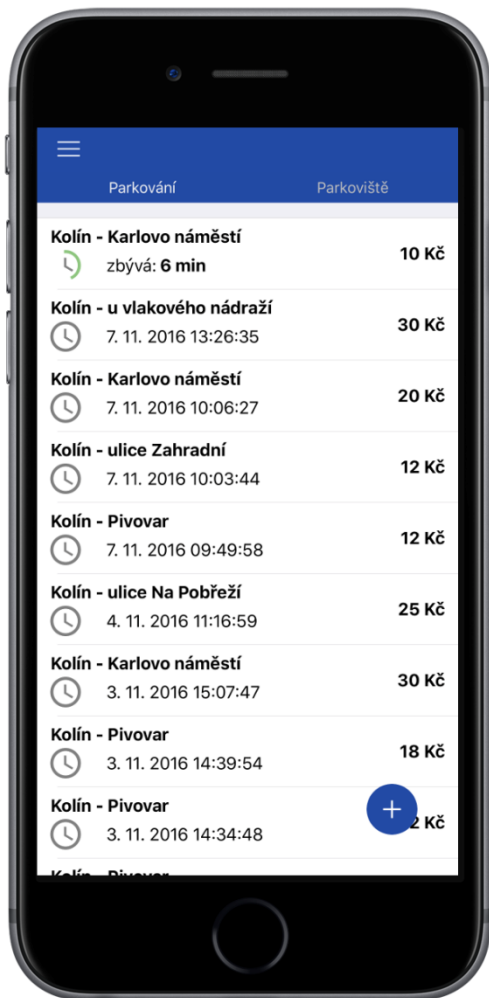 Parkování Parkoviště
Kolín - Karlovo náměstí
10 Kč
zbývá: 6 min
Kolín - u vlakového nádraží
30 Kč
7. 11. 2016 13:26:35
Kolín - Karlovo náměstí
20 Kč
7. 11. 2016 10:06:27
Kolín - ulice Zahradní
12 Kč
7. 11. 2016 10:03:44
Kolín - Pivovar
12 Kč
7. 11. 2016 09:49:58
Kolín - ulice Na Pobřeží
25 Kč
4. 11. 2016 11:16:59
Kolín - Karlovo náměstí
30 Kč
3. 11. 2016 15:07:47
Kolín - Pivovar
18 Kč
3. 11. 2016 14:39:54
Kolín - Pivovar
2 Kč
3. 11. 2016 14:34:48
Kolín - Pivovar